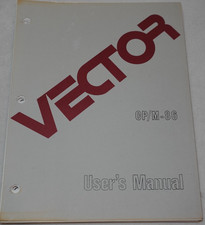 VECTOR
CP/M-86
User's Manual